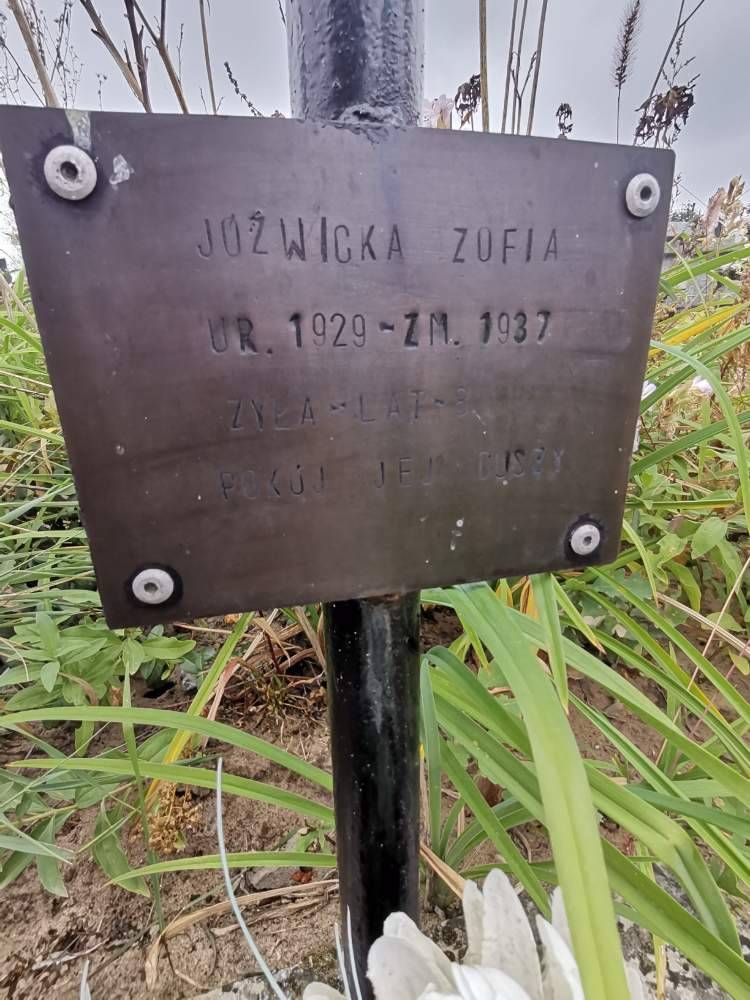 JÓŹWICKA ZOFIA
UR. 1929-ZM. 1937
ŻYŁA-LAT-8
POKÓJ JEJ DUSZY